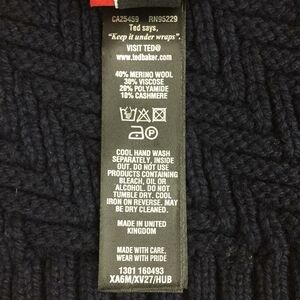 CA25459 RN95229
Ted says,
"Keep it under wraps".
VISIT TED@
www.tedbaker.com
40% MERINO WOOL
30% VISCOSE
20% POLYAMIDE
10% CASHMERE
COOL HAND WASH
SEPARATELY, INSIDE
OUT. DO NOT USE
PRODUCTS CONTAINING
BLEACH, OIL OR
ALCOHOL. DO NOT
TUMBLE DRY. COOL
IRON ON REVERSE. MAY
BE DRY CLEANED
MADE IN UNITED
KINGDOM
MADE WITH CARE,
WEAR WITH PRIDE
1301 160493
XA6M/XV27/HUB